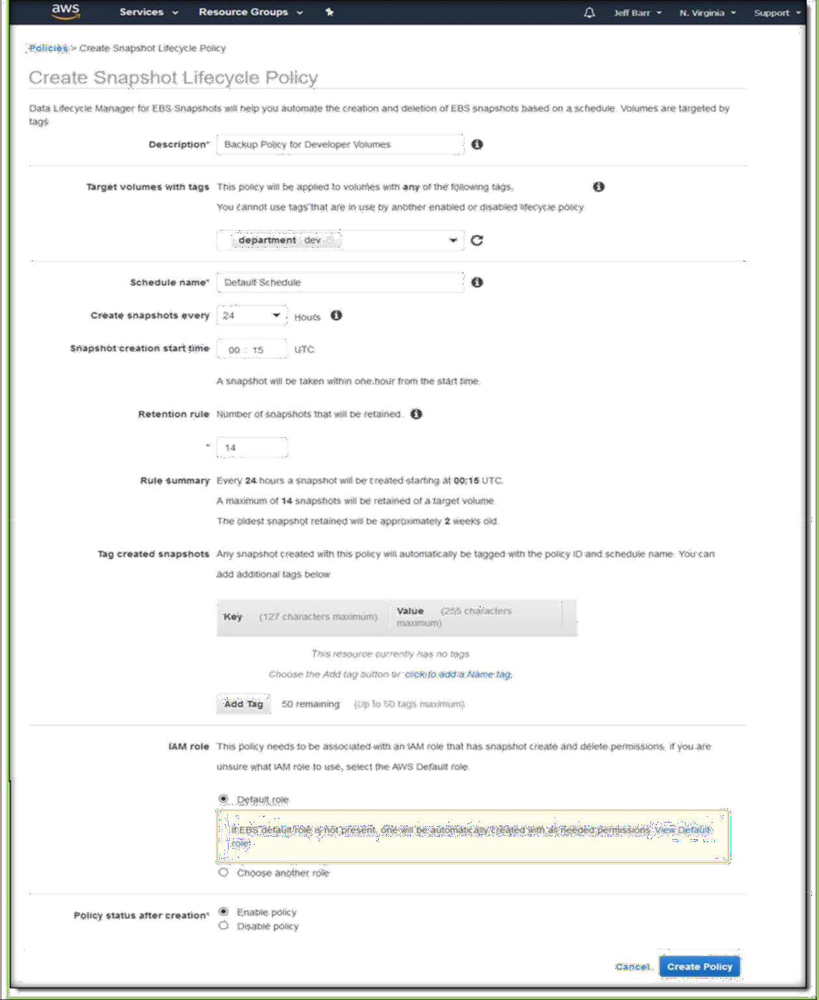 aws Services Resource Groups Jeff Barr N. Virginia Support
Policies > Create Snapshot Lifecycle Policy
Create Snapshot Lifecycle Policy
Data Lifecycle Manager for EBS Snapshots will help you automate the creation and deletion of EBS snapshots based on a schedule. Volumes are targeted by
tags
Description* Backup Policy for Developer Volumes
Target volumes with tags This policy will be applied to volumes with any of the following tags.
You cannot use tags that are in use by another enabled or disabled lifecycle policy.
department : dev
Schedule name* Default Schedule
Create snapshots every 24 Hours
Snapshot creation start time 00 : 15 UTC
A snapshot will be taken within one hour from the start time.
Retention rule Number of snapshots that will be retained.
* 14
Rule summary Every 24 hours a snapshot will be created starting at 00:15 UTC.
A maximum of 14 snapshots will be retained of a target volume.
The oldest snapshot retained will be approximately 2 weeks old.
Tag created snapshots Any snapshot created with this policy will automatically be tagged with the policy ID and schedule name. You can
add additional tags below
Key (127 characters maximum) Value (255 characters
maximum)
This resource currently has no tags
Choose the Add tag button or click to add a Name tag.
Add Tag 50 remaining (Up to 50 tags maximum)
IAM role This policy needs to be associated with an IAM role that has snapshot create and delete permissions, if you are
unsure what IAM role to use, select the AWS Default role.
Default role
If EBS default role is not present, one will be automatically created with all needed permissions View Default
role
Choose another role
Policy status after creation* Enable policy
Disable policy
Cancel Create Policy